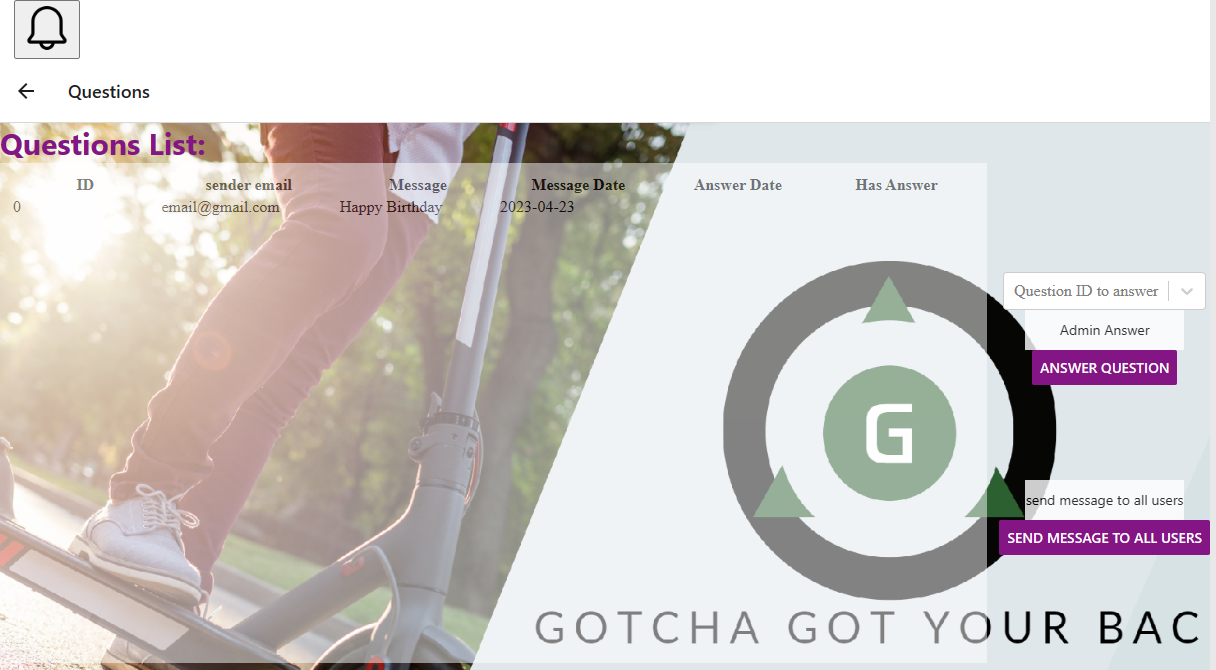 Questions
Questions List:
ID sender email Message Message Date Answer Date Has Answer
0 email@gmail.com Happy Birthday 2023-04-23
Question ID to answer
Admin Answer
ANSWER QUESTION
G
send message to all users
SEND MESSAGE TO ALL USERS
GOTCHA GOT YOUR BAC